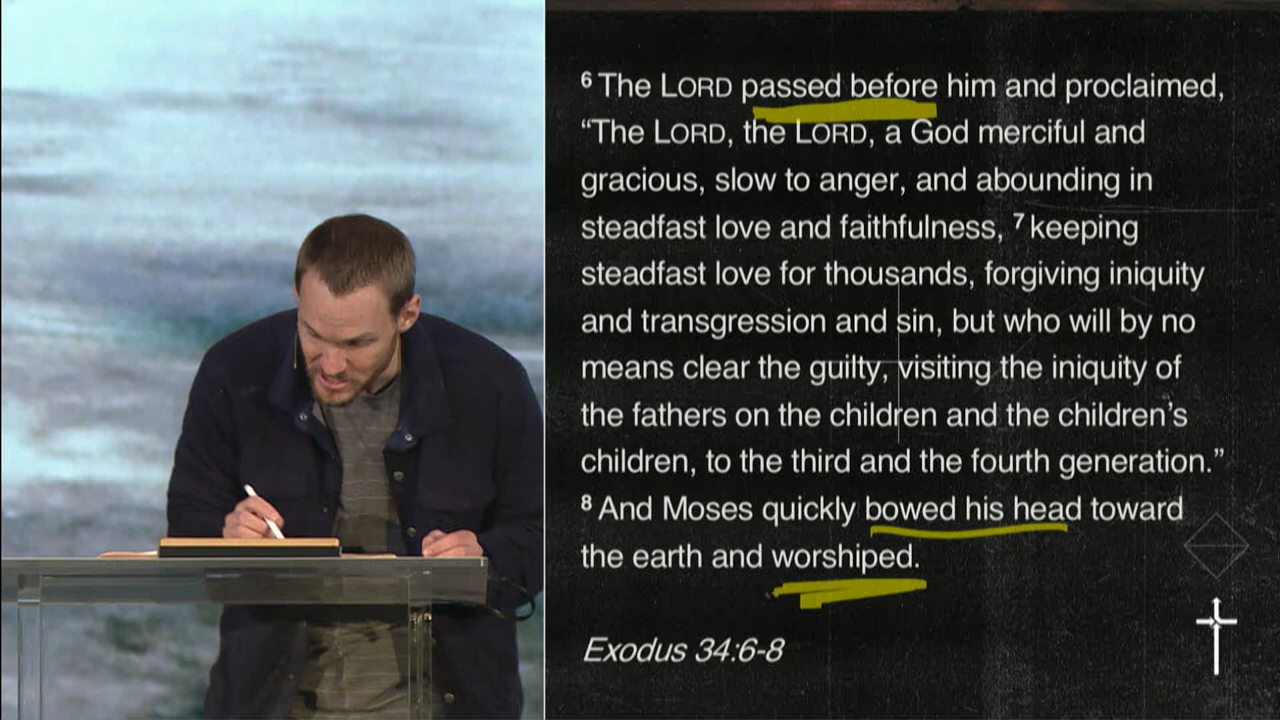 6 The LORD passed before him and proclaimed,
“The LORD, the LORD, a God merciful and
gracious, slow to anger, and abounding in
steadfast love and faithfulness, 7 keeping
steadfast love for thousands, forgiving iniquity
and transgression and sin, but who will by no
means clear the guilty, visiting the iniquity of
the fathers on the children and the children’s
children, to the third and the fourth generation.”
8 And Moses quickly bowed his head toward
the earth and worshiped.
Exodus 34:6-8